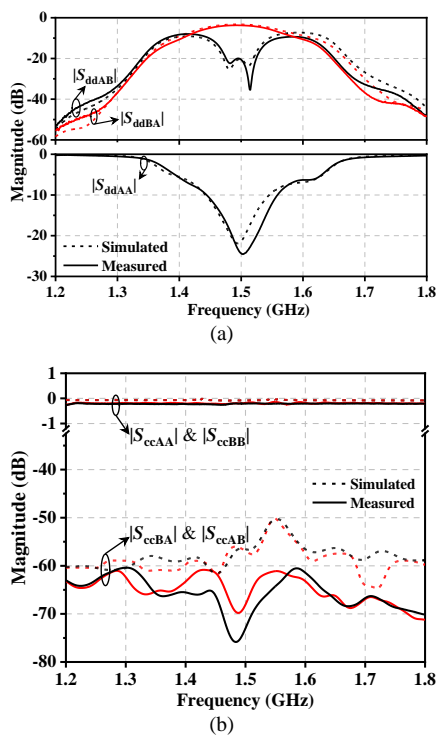 0
-20
-40
-60
|SddAB|
|SddBA|
0
-10
-20
-30
|SddAA|
Simulated
Measured
Magnitude (dB)
1.2 1.3 1.4 1.5 1.6 1.7 1.8
Frequency (GHz)
(a)
1
0
-1
-50
-60
-70
-80
|SccAA| & |SccBB|
Simulated
Measured
|SccBA| & |SccAB|
Magnitude (dB)
1.2 1.3 1.4 1.5 1.6 1.7 1.8
Frequency (GHz)
(b)